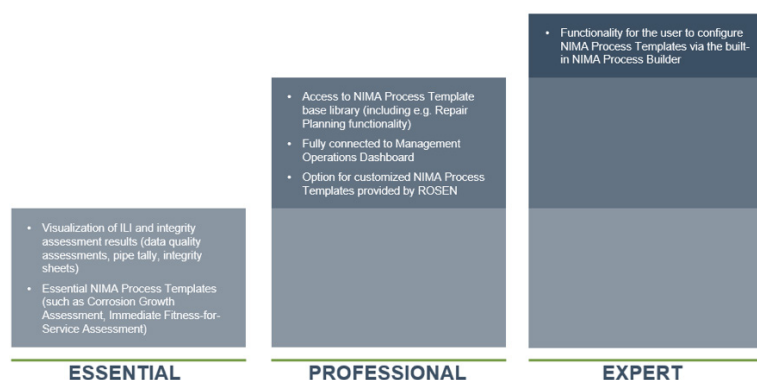 • Functionality for the user to configure
NIMA Process Templates via the built-
in NIMA Process Builder
• Access to NIMA Process Template
base library (including e.g. Repair
Planning functionality)
• Fully connected to Management
Operations Dashboard
• Option for customized NIMA Process
Templates provided by ROSEN
• Visualization of ILI and integrity
assessment results (data quality
assessments, pipe tally, integrity
sheets)
• Essential NIMA Process Templates
(such as Corrosion Growth
Assessment, Immediate Fitness-for-
Service Assessment)
ESSENTIAL
PROFESSIONAL
EXPERT